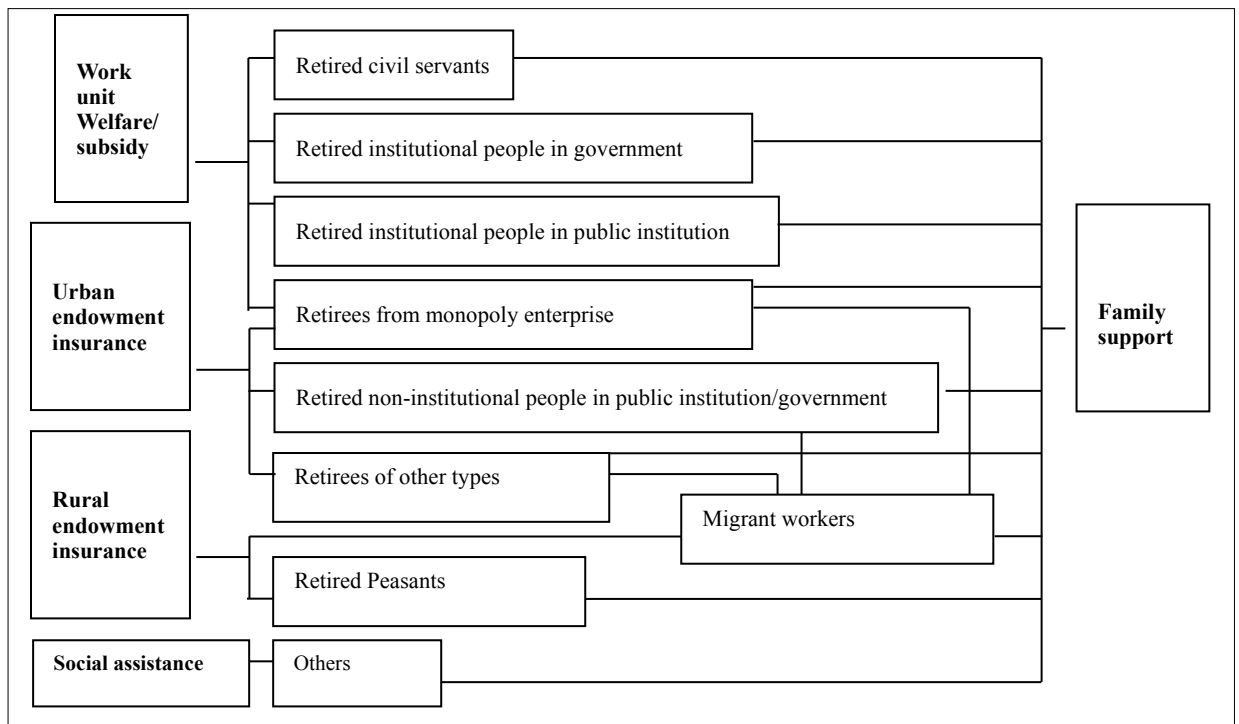 Work
unit
Welfare/
subsidy
Urban
endowment
insurance
Rural
endowment
insurance
Social assistance
Retired civil servants
Retired institutional people in government
Retired institutional people in public institution
Retirees from monopoly enterprise
Retired non-institutional people in public institution/government
Retirees of other types
Migrant workers
Retired Peasants
Others
Family
support